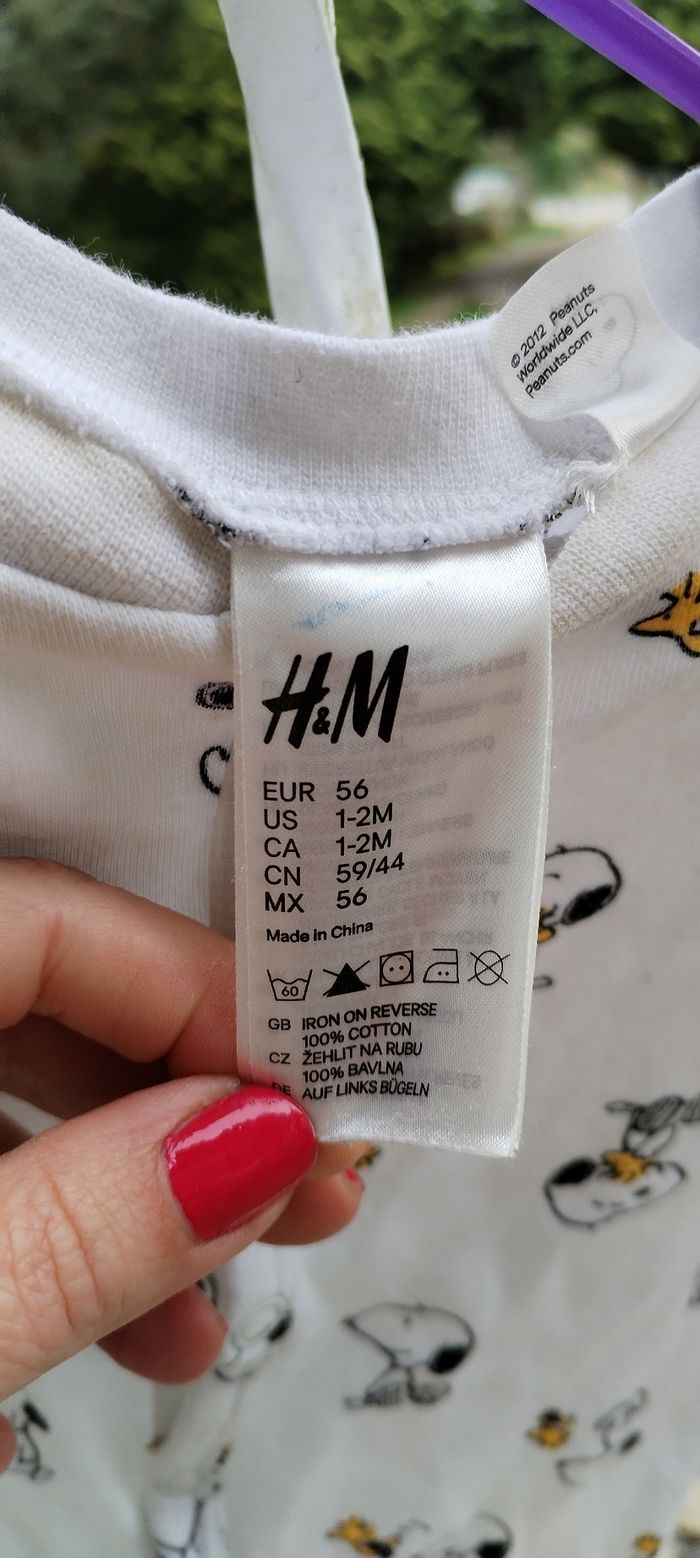 © 2012 Peanuts
Worldwide LLC,
Peanuts.com
H&M
EUR 56
US 1-2M
CA 1-2M
CN 59/44
MX 56
Made in China
60
GB IRON ON REVERSE
100% COTTON
CZ ŽEHLIT NA RUBU
100% BAVLNA
DE AUF LINKS BÜGELN